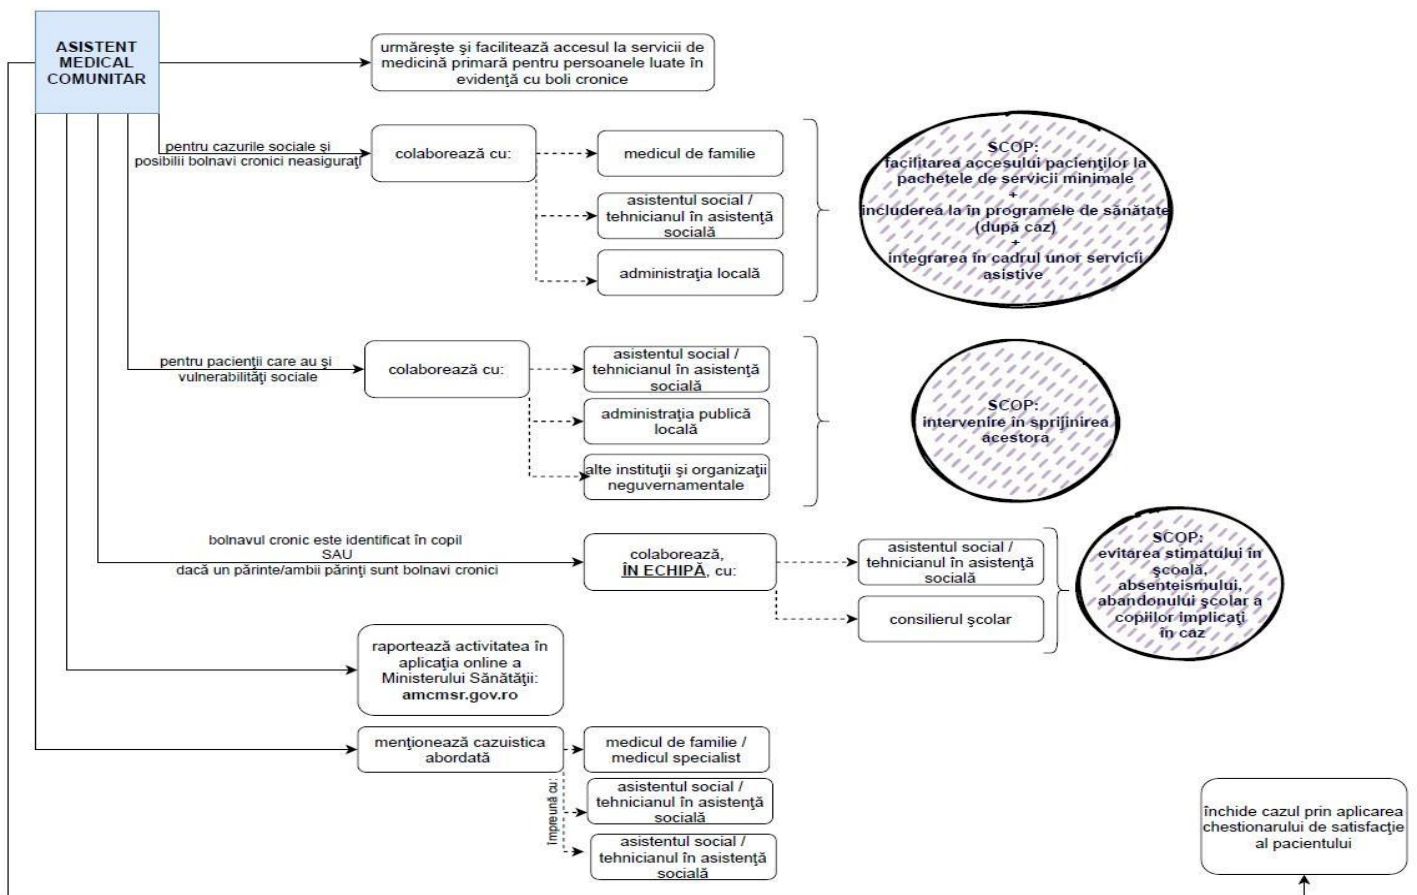 ASISTENT
MEDICAL
COMUNITAR
urmărește și facilitează accesul la servicii de
medicină primară pentru persoanele luate în
evidență cu boli cronice
pentru cazurile sociale și
posibilii bolnavi cronici neasigurați
colaborează cu:
medicul de familie
asistentul social /
tehnicianul în asistență
socială
administrația locală
SCOP:
facilitarea accesului pacienților la
pachetele de servicii minimale
+
includerea la în programele de sănătate
(după caz)
+
integrarea în cadrul unor servicii
asistive
pentru pacienții care au și
vulnerabilități sociale
colaborează cu:
asistentul social /
tehnicianul în asistență
socială
administrația publică
locală
alte instituții și organizații
neguvernamentale
SCOP:
intervenire în sprijinirea
acestora
bolnavul cronic este identificat în copil
SAU
dacă un părinte/ambii părinți sunt bolnavi cronici
colaborează,
ÎN ECHIPĂ, cu:
asistentul social /
tehnicianul în asistență
socială
consilierul școlar
SCOP:
evitarea stimatului în
școală,
absenteismului,
abandonului școlar a
copiilor implicați
în caz
raportează activitatea în
aplicația online a
Ministerului Sănătății:
amcmsr.gov.ro
menționează cazuistica
abordată
împreună cu:
medicul de familie /
medicul specialist
asistentul social /
tehnicianul în asistență
socială
asistentul social /
tehnicianul în asistență
socială
închide cazul prin aplicarea
chestionarului de satisfacție
al pacientului